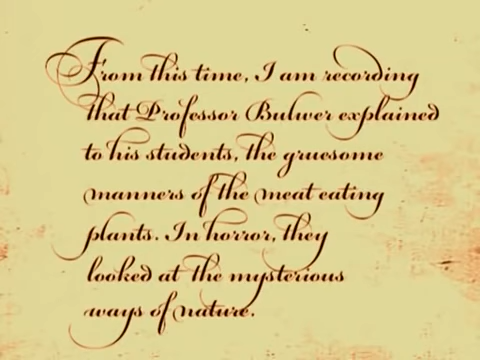 From this time, I am recording
that Professor Bulwer explained
to his students, the gruesome
manners of the meat eating
plants. In horror, they
looked at the mysterious
ways of nature.